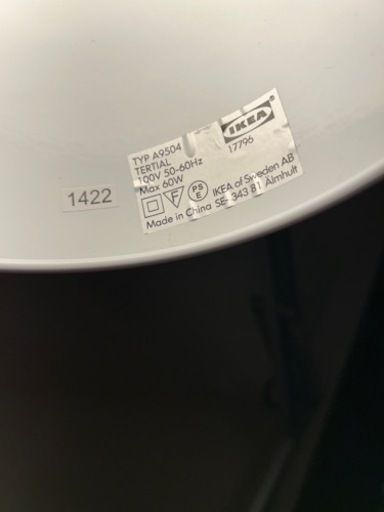 IKEA®
17796
TYP A9504
TERTIAL
100V 50-60Hz
Max 60W
F PS E IKEA of Sweden AB
Made in China SE-343 81 Älmhult
1422